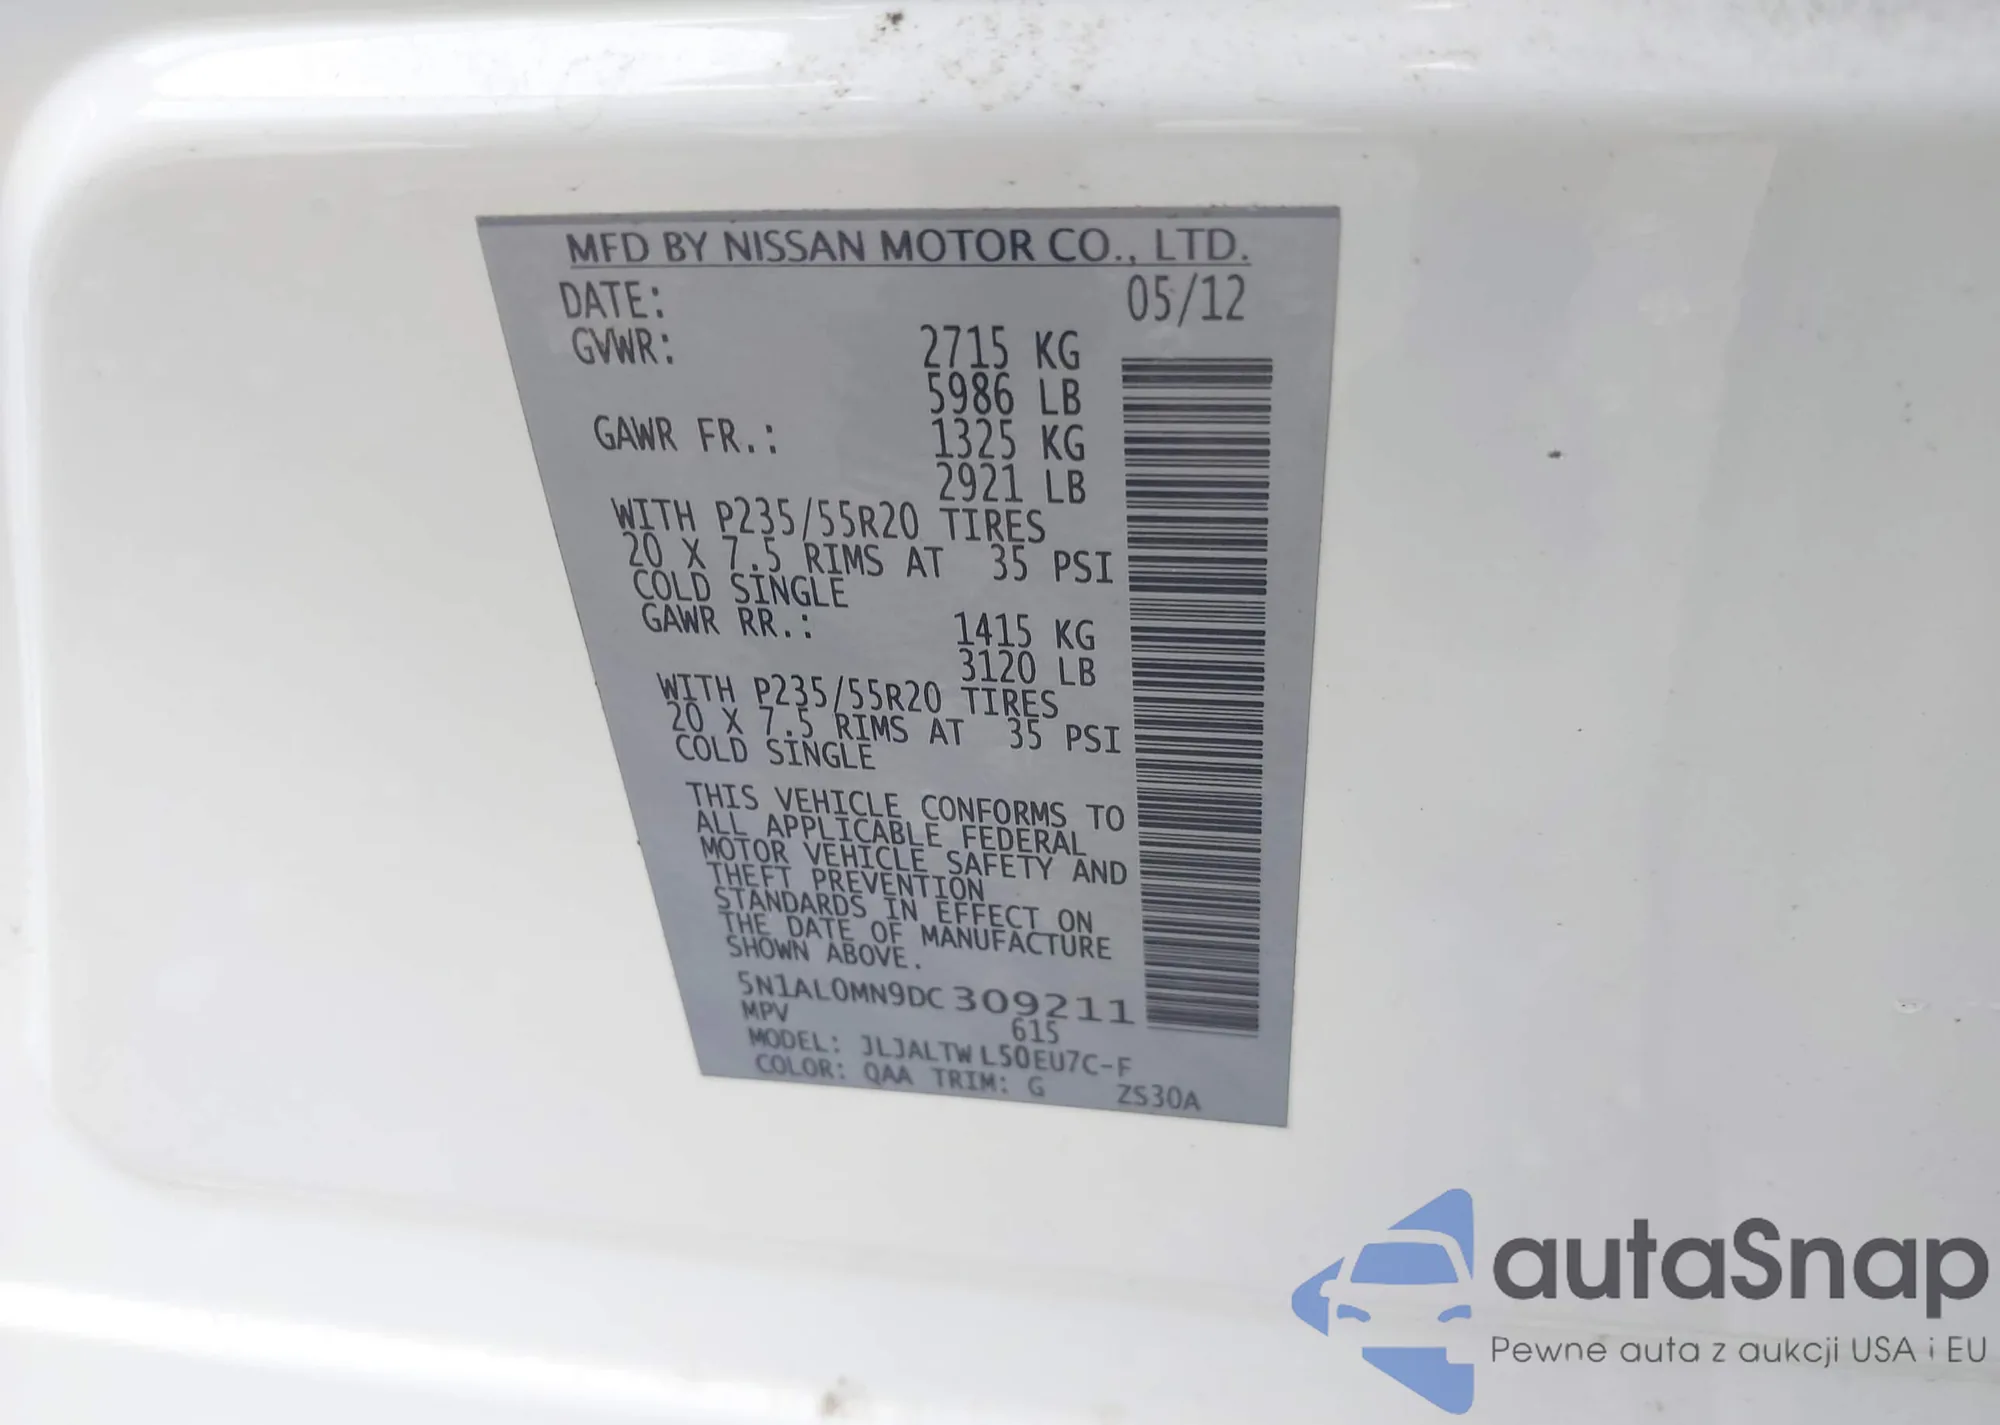 MFD BY NISSAN MOTOR CO., LTD.
DATE: 05/12
GVWR: 2715 KG
5986 LB
GAWR FR.: 1325 KG
2921 LB
WITH P235/55R20 TIRES
20 X 7.5 RIMS AT 35 PSI
COLD SINGLE
GAWR RR.: 1415 KG
3120 LB
WITH P235/55R20 TIRES
20 X 7.5 RIMS AT 35 PSI
COLD SINGLE
THIS VEHICLE CONFORMS TO
ALL APPLICABLE FEDERAL
MOTOR VEHICLE SAFETY AND
THEFT PREVENTION
STANDARDS IN EFFECT ON
THE DATE OF MANUFACTURE
SHOWN ABOVE.
5N1AL0MN9DC309211
MPV 615
MODEL: JLJALTWL50EU7C-F
COLOR: QAA TRIM: G ZS30A
autaSnap
Pewne auta z aukcji USA i EU